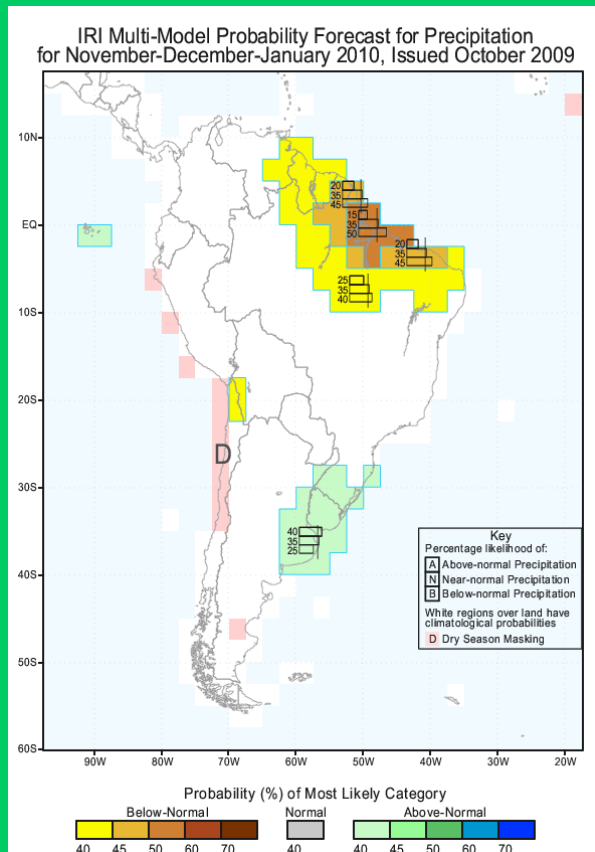 IRI Multi-Model Probability Forecast for Precipitation
for November-December-January 2010, Issued October 2009
10N
EQ
10S
20S
30S
40S
50S
60S
90W 80W 70W 60W 50W 40W 30W 20W
20
35
45
15
35
50
20
35
45
25
35
40
D
40
35
25
Key
Percentage likelihood of:
A Above-normal Precipitation
N Near-normal Precipitation
B Below-normal Precipitation
White regions over land have
climatological probabilities
D Dry Season Masking
Probability (%) of Most Likely Category
Below-Normal Normal Above-Normal
40 45 50 60 70 40 40 45 50 60 70